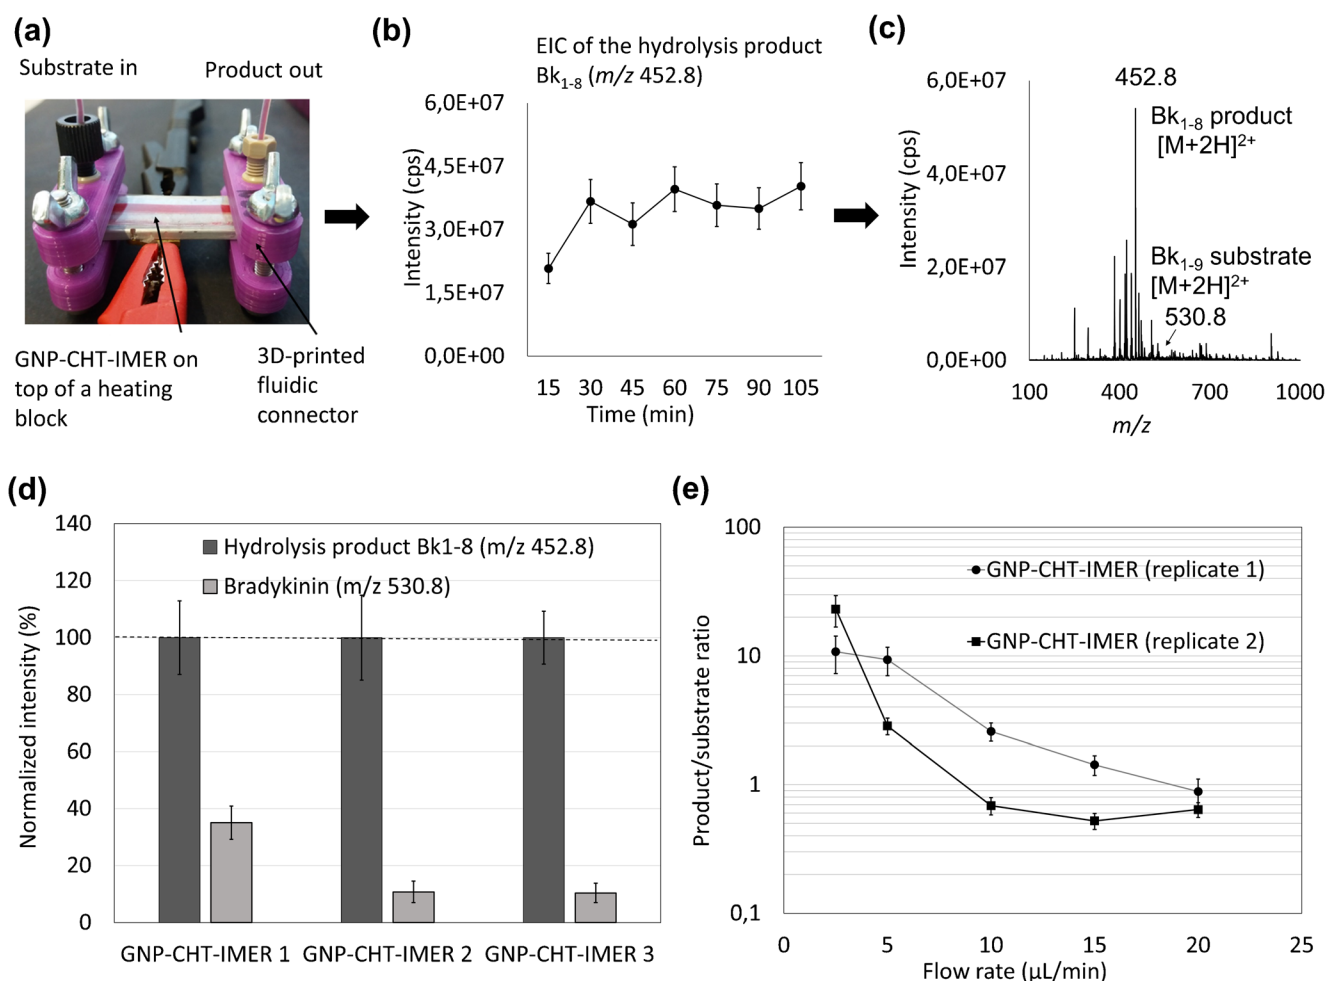 (a)
Substrate in
Product out
GNP-CHT-IMER on
top of a heating
block
3D-printed
fluidic
connector
(b)
EIC of the hydrolysis product
Bk1-8 (m/z 452.8)
Intensity (cps)
6,0E+07
4,5E+07
3,0E+07
1,5E+07
0,0E+00
15 30 45 60 75 90 105
Time (min)
(c)
Intensity (cps)
6,0E+07
4,0E+07
2,0E+07
0,0E+00
452.8
Bk1-8 product
[M+2H]2+
Bk1-9 substrate
[M+2H]2+
530.8
100 400 700 1000
m/z
(d)
Normalized intensity (%)
140
120
100
80
60
40
20
0
Hydrolysis product Bk1-8 (m/z 452.8)
Bradykinin (m/z 530.8)
GNP-CHT-IMER 1 GNP-CHT-IMER 2 GNP-CHT-IMER 3
(e)
Product/substrate ratio
100
10
1
0,1
GNP-CHT-IMER (replicate 1)
GNP-CHT-IMER (replicate 2)
0 5 10 15 20 25
Flow rate (µL/min)